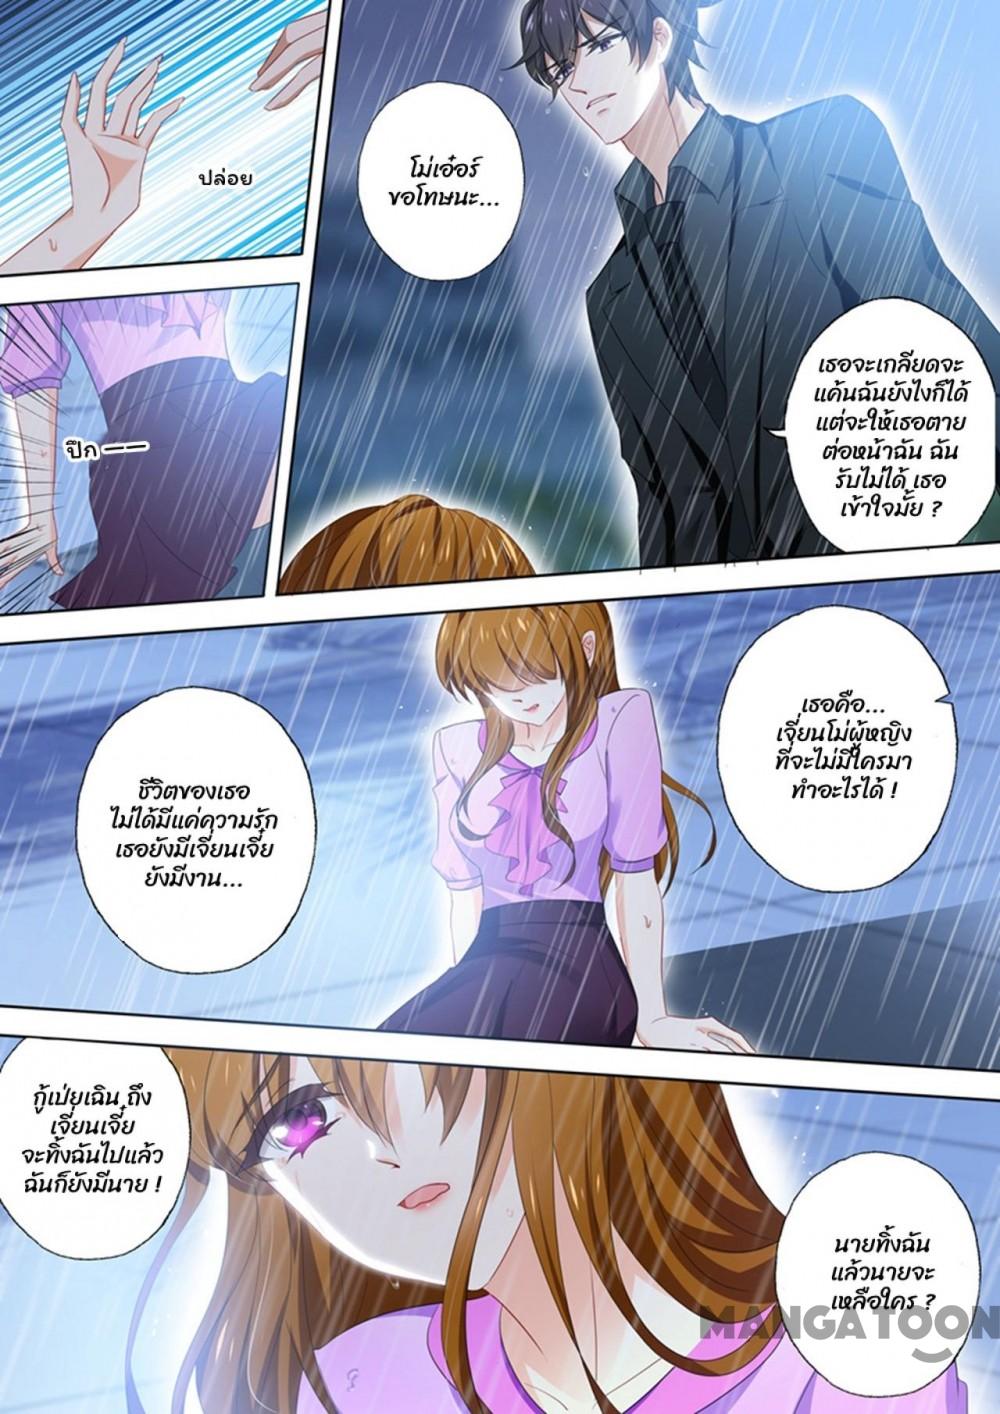 ปล่อย
โม่เอ๋อร์
ขอโทษนะ...
เธอจะเกลียดจะ
แค้นฉันยังไงก็ได้
แต่จะให้เธอตาย
ต่อหน้าฉัน ฉัน
รับไม่ได้ เธอ
เข้าใจมั้ย ?
ปึก ——
เธอคือ...
เจี่ยนโม่ผู้หญิง
ที่จะไม่มีใครมา
ทำอะไรได้ !
ชีวิตของเธอ
ไม่ได้มีแค่ความรัก
เธอยังมีเจี่ยนเจี๋ย
ยังมีงาน...
กู้เป่ยเฉิน ถึง
เจี่ยนเจี๋ย
จะทิ้งฉันไปแล้ว
ฉันก็ยังมีนาย !
นายทิ้งฉัน
แล้วนายจะ
เหลือใคร ?
MANGATOON